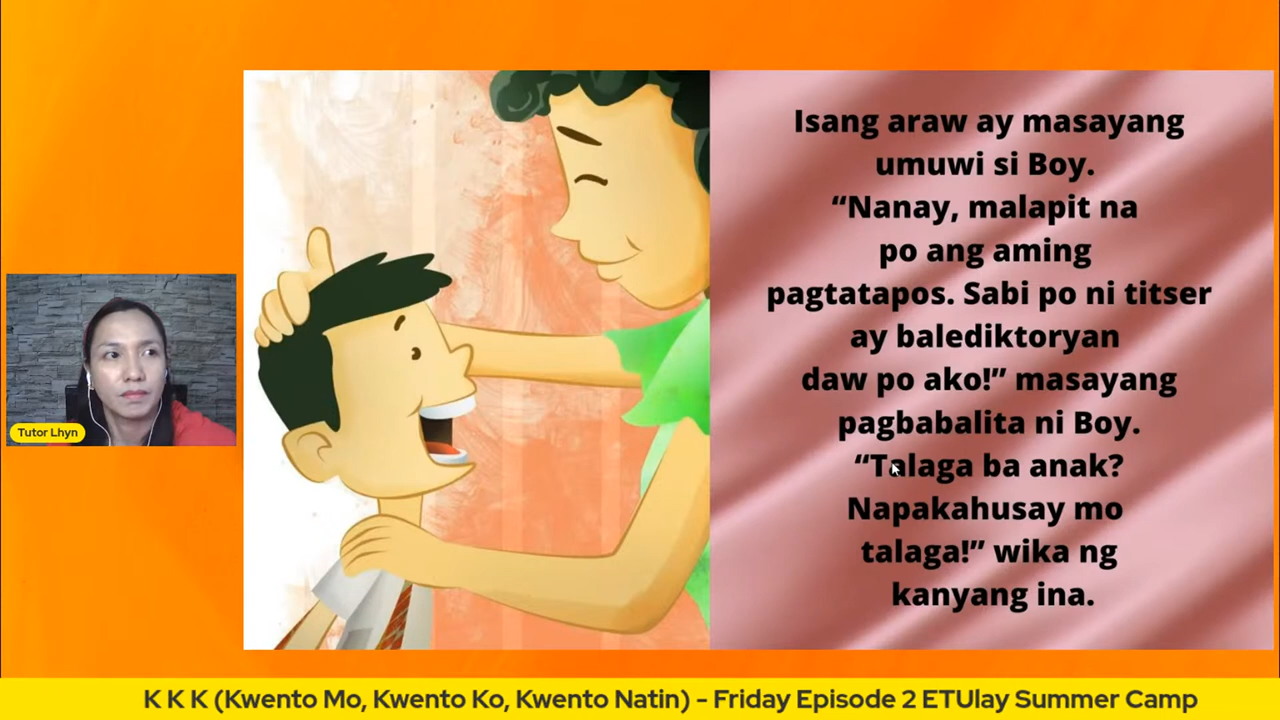 Isang araw ay masayang
umuwi si Boy.
“Nanay, malapit na
po ang aming
pagtatapos. Sabi po ni titser
ay balediktoryan
daw po ako!” masayang
pagbabalita ni Boy.
“Talaga ba anak?
Napakahusay mo
talaga!” wika ng
kanyang ina.
Tutor Lhyn
K K K (Kwento Mo, Kwento Ko, Kwento Natin) - Friday Episode 2 ETUlay Summer Camp